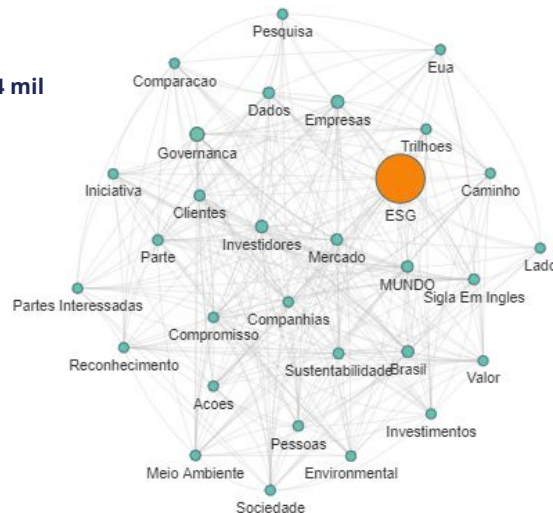 Pesquisa
Eua
Comparacao
mil
Dados
Empresas
Trilhoes
Governanca
Caminho
Iniciativa
ESG
Clientes
Investidores
Parte
Mercado
Lado
MUNDO
Sigla Em Ingles
Partes Interessadas
Companhias
Compromisso
Reconhecimento
Sustentabilidade
Brasil
Valor
Acoes
Investimentos
Pessoas
Meio Ambiente
Environmental
Sociedade